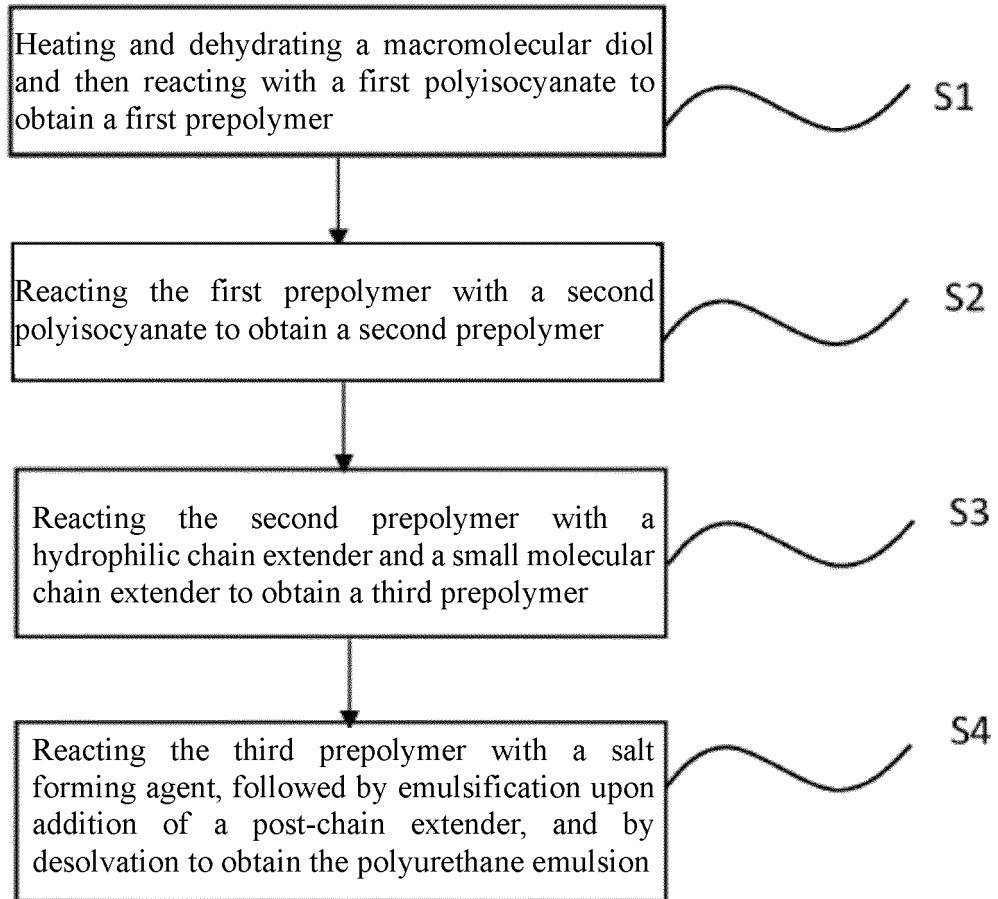 Heating and dehydrating a macromolecular diol
and then reacting with a first polyisocyanate to
obtain a first prepolymer
S1
Reacting the first prepolymer with a second
polyisocyanate to obtain a second prepolymer
S2
Reacting the second prepolymer with a
hydrophilic chain extender and a small molecular
chain extender to obtain a third prepolymer
S3
Reacting the third prepolymer with a salt
forming agent, followed by emulsification upon
addition of a post-chain extender, and by
desolvation to obtain the polyurethane emulsion
S4